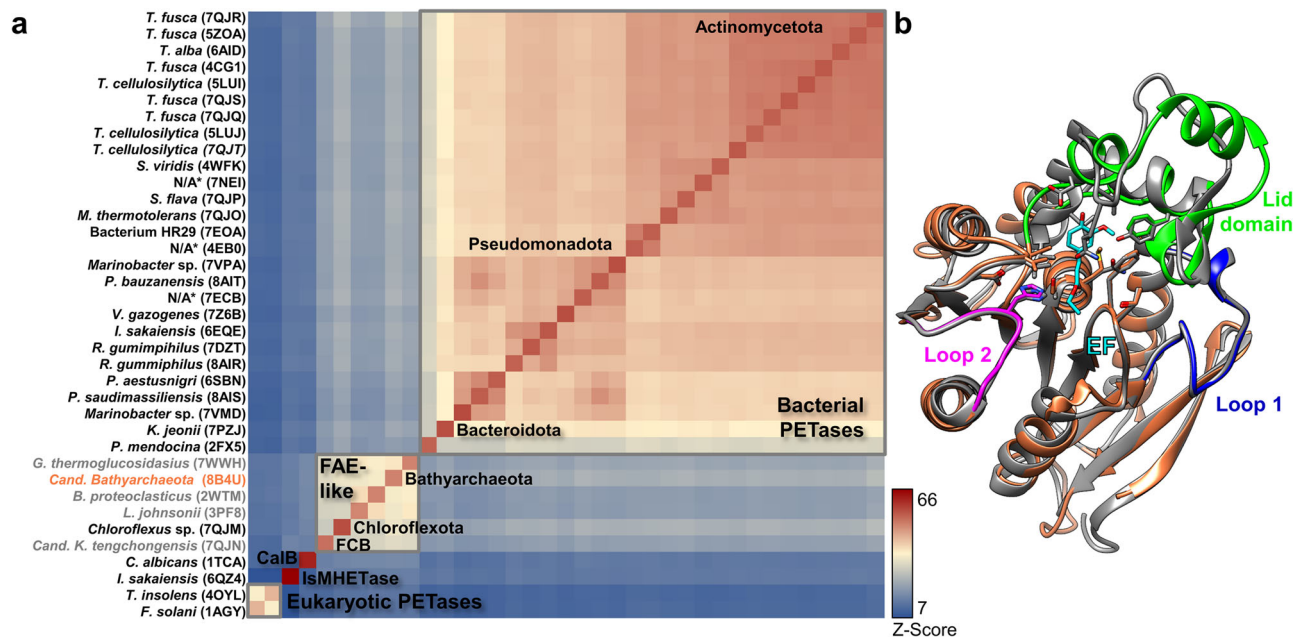 a
T. fusca (7QJR)
T. fusca (5ZOA)
T. alba (6AID)
T. fusca (4CG1)
T. cellulosilytica (5LUI)
T. fusca (7QJS)
T. fusca (7QJQ)
T. cellulosilytica (5LUJ)
T. cellulosilytica (7QJT)
S. viridis (4WFK)
N/A* (7NEI)
S. flava (7QJP)
M. thermotolerans (7QJO)
Bacterium HR29 (7EOA)
N/A* (4EB0)
Marinobacter sp. (7VPA)
P. bauzanensis (8AIT)
N/A* (7ECB)
V. gazogenes (7Z6B)
I. sakaiensis (6EQE)
R. gumimpihilus (7DZT)
R. gummiphilus (8AIR)
P. aestusnigri (6SBN)
P. saudimassiliensis (8AIS)
Marinobacter sp. (7VMD)
K. jeonii (7PZJ)
P. mendocina (2FX5)
G. thermoglucosidasius (7WWH)
Cand. Bathyarchaeota (8B4U)
B. proteoclasticus (2WTM)
L. johnsonii (3PF8)
Chloroflexus sp. (7QJM)
Cand. K. tengchongensis (7QJN)
C. albicans (1TCA)
I. sakaiensis (6QZ4)
T. insolens (4OYL)
F. solani (1AGY)
Actinomycetota
Pseudomonadota
Bacterial
PETases
Bacteroidota
FAE-
like
Bathyarchaeota
Chloroflexota
FCB
CalB
IsMHETase
Eukaryotic PETases
66
7
Z-Score
b
Lid
domain
Loop 2
EF
Loop 1